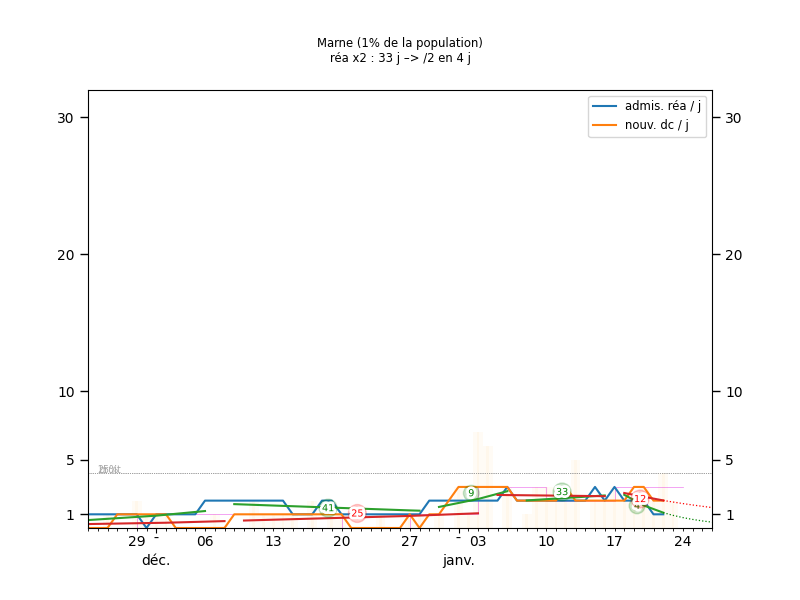 Marne (1% de la population)
réa x2 : 33 j –> /2 en 4 j
admis. réa / j
nouv. dc / j
30 30
20 20
10 10
5 5
41 25 9 33 12
1 1
29 - 06 13 20 27 - 03 10 17 24
déc. janv.